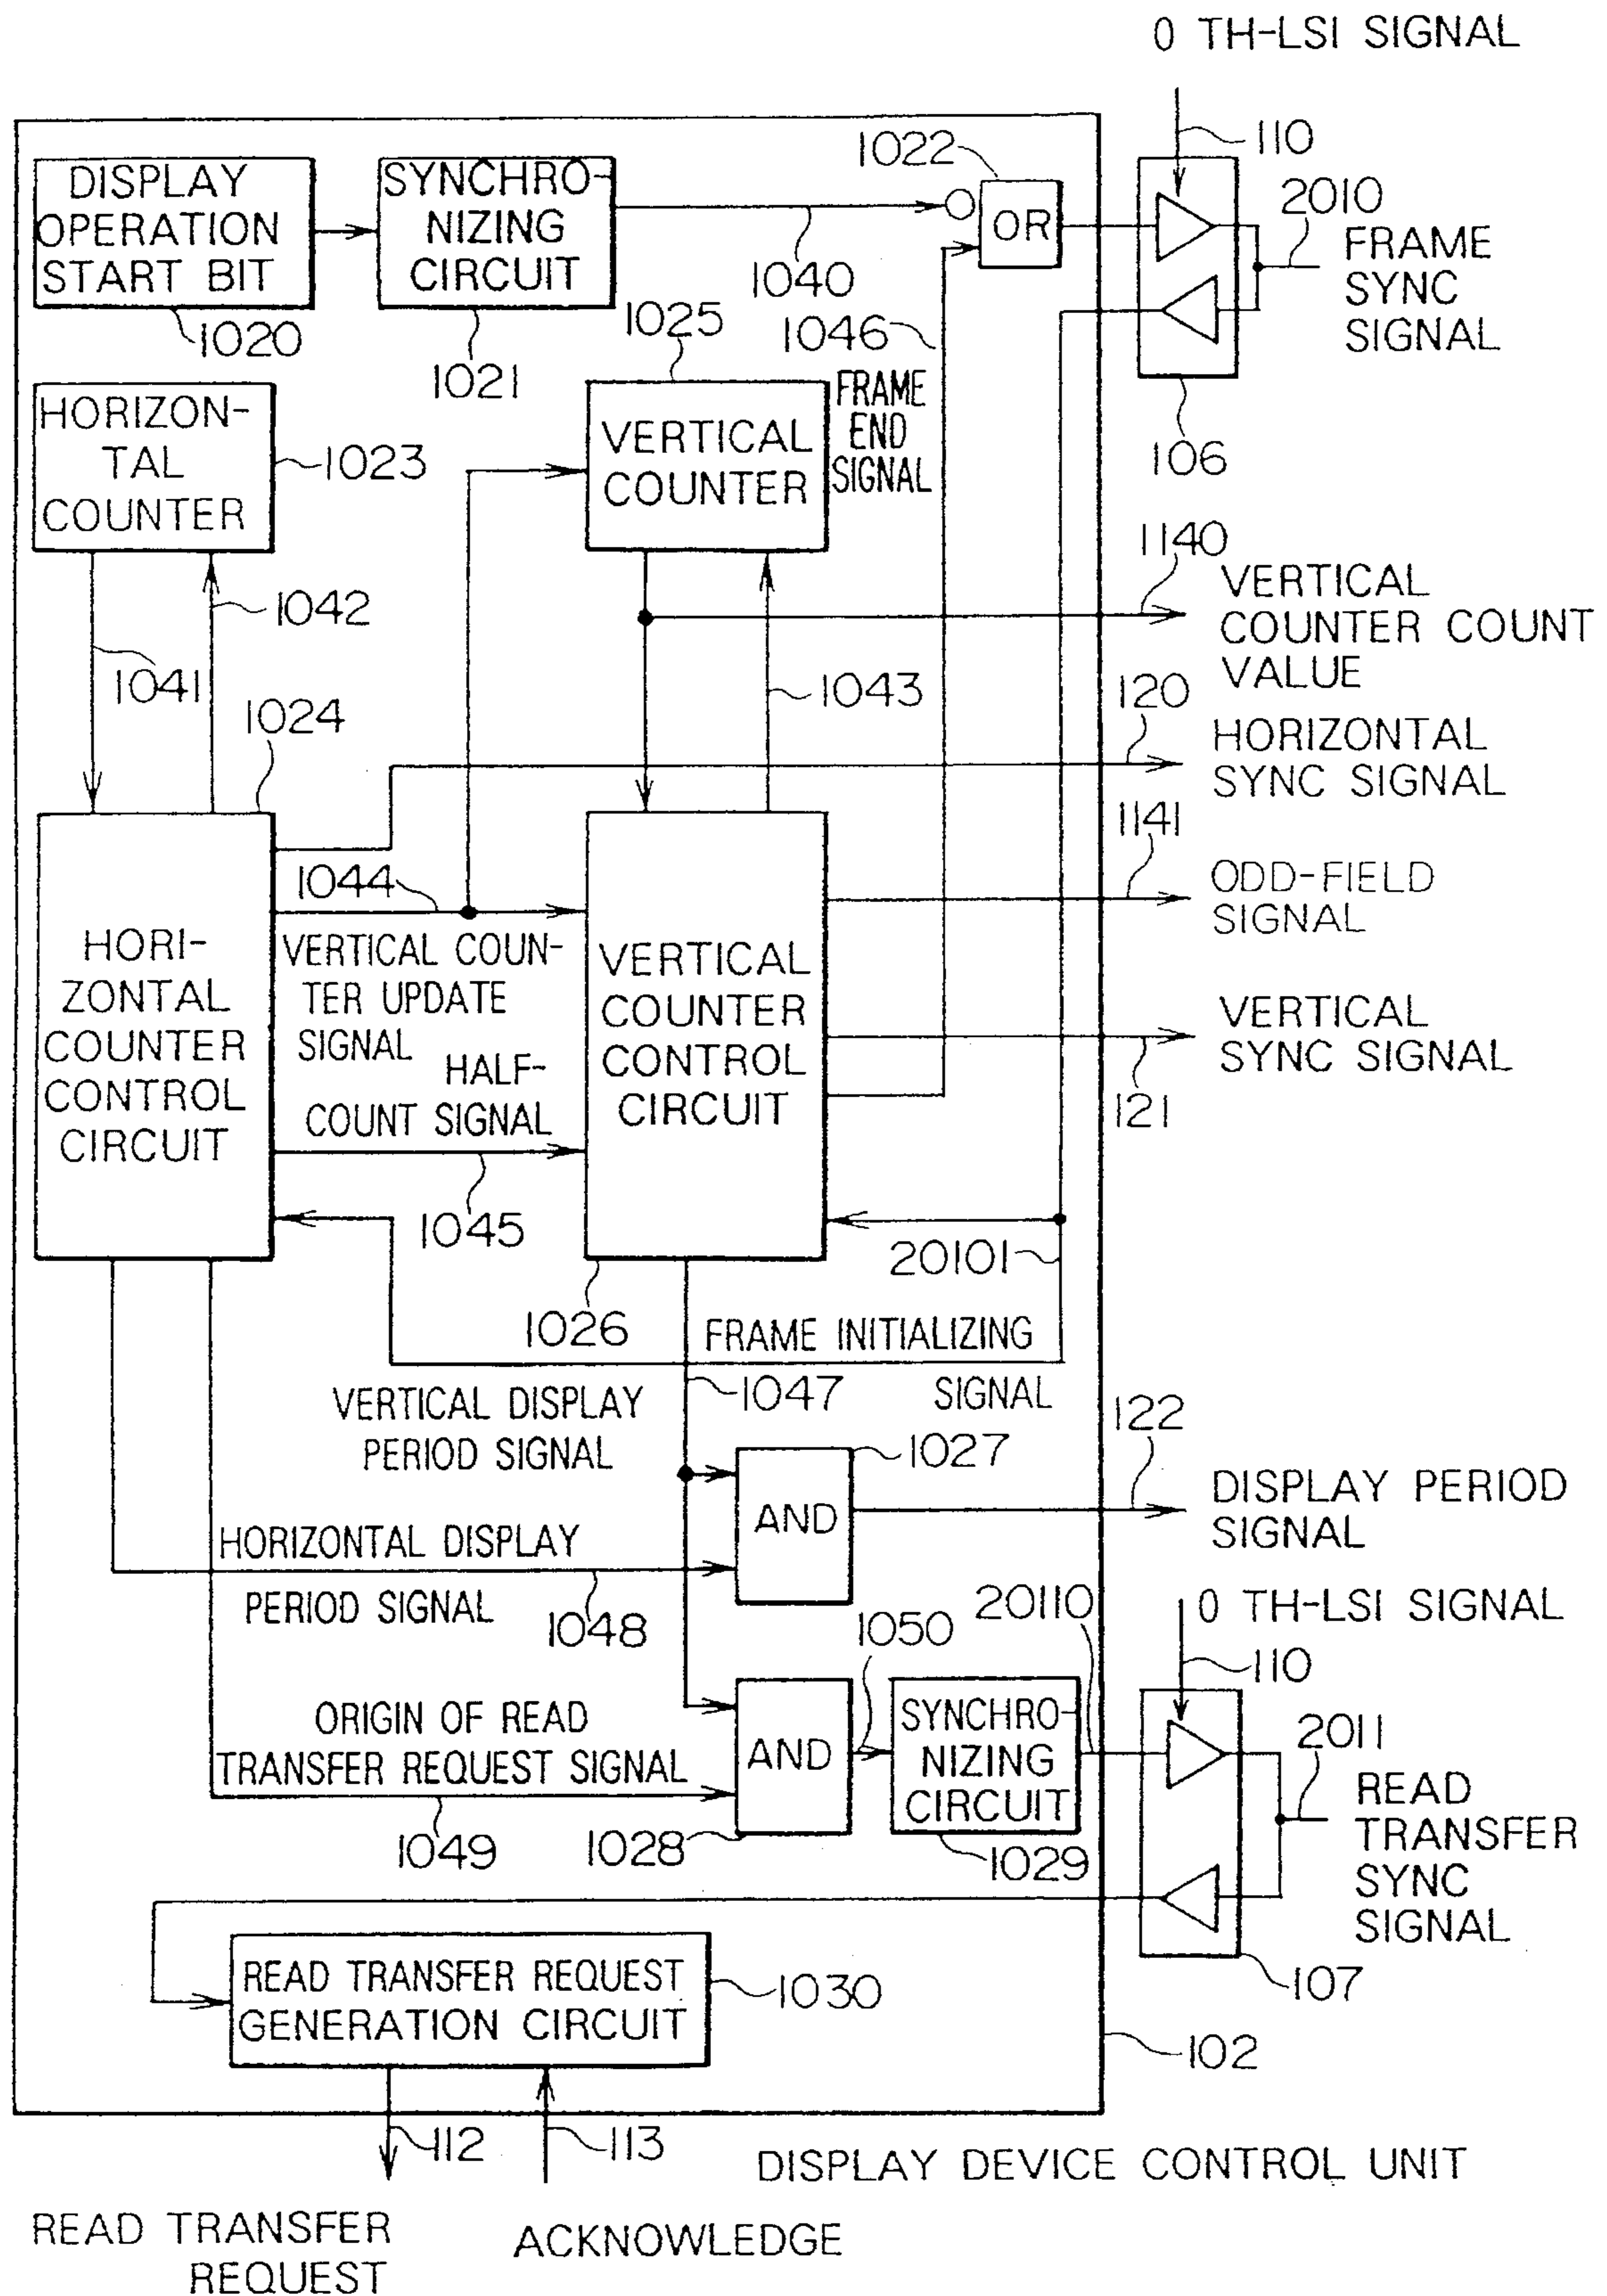 0 TH-LSI SIGNAL
110
1022
DISPLAY
OPERATION
START BIT
SYNCHRO-
NIZING
CIRCUIT
OR
2010
FRAME
SYNC
SIGNAL
1040
1020
1021
1025
1046
FRAME
END
SIGNAL
106
HORIZON-
TAL
COUNTER
1023
VERTICAL
COUNTER
1140
VERTICAL
COUNTER COUNT
VALUE
1042
1041
1043
1024
120
HORIZONTAL
SYNC SIGNAL
1141
ODD-FIELD
SIGNAL
1044
VERTICAL COUN-
TER UPDATE
SIGNAL
HORI-
ZONTAL
COUNTER
CONTROL
CIRCUIT
VERTICAL
COUNTER
CONTROL
CIRCUIT
VERTICAL
SYNC SIGNAL
121
HALF-
COUNT SIGNAL
1045
20101
1026
FRAME INITIALIZING
SIGNAL
1047
VERTICAL DISPLAY
PERIOD SIGNAL
1027
122
AND
DISPLAY PERIOD
SIGNAL
HORIZONTAL DISPLAY
PERIOD SIGNAL
1048
1050
20110
0 TH-LSI SIGNAL
110
ORIGIN OF READ
TRANSFER REQUEST SIGNAL
AND
SYNCHRO-
NIZING
CIRCUIT
2011
READ
TRANSFER
SYNC
SIGNAL
1049
1028
1029
107
READ TRANSFER REQUEST
GENERATION CIRCUIT
1030
102
112
113
DISPLAY DEVICE CONTROL UNIT
READ TRANSFER
REQUEST
ACKNOWLEDGE